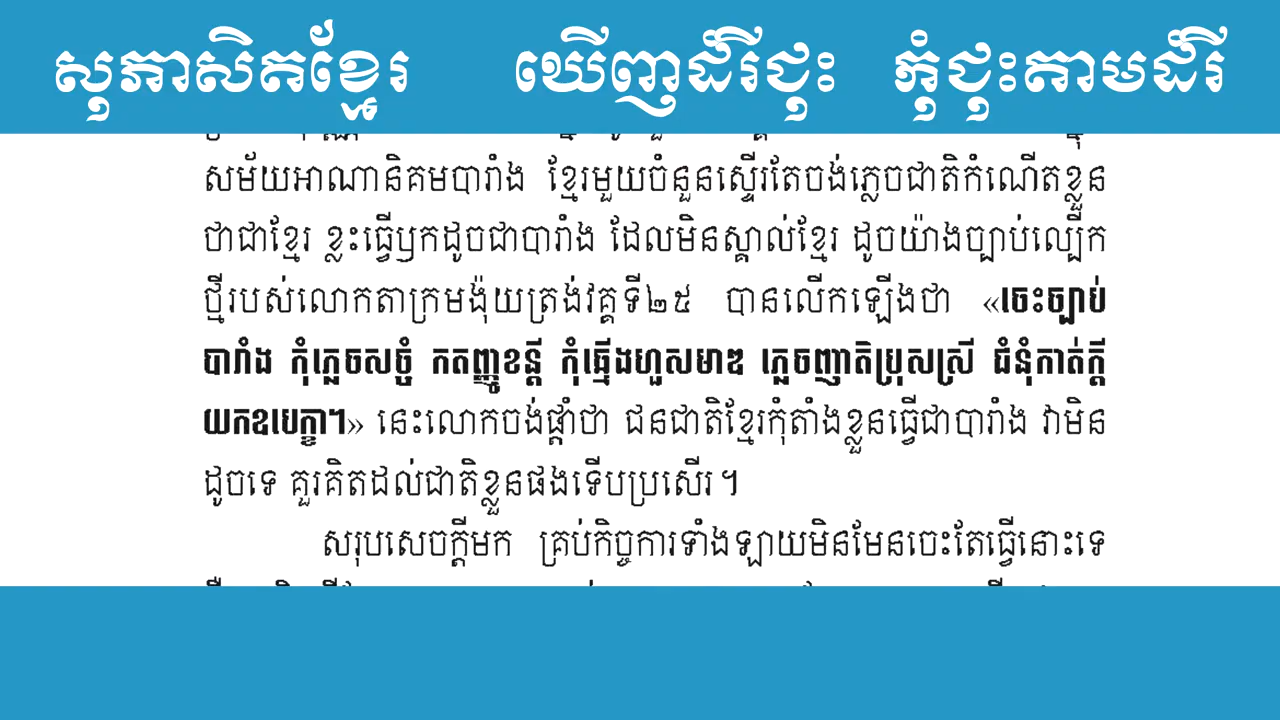 សុភាសិតខ្មែរ ឃើញដំរីជុះ កុំជុះតាមដំរី
សម័យអាណានិគមបារាំង ខ្មែរមួយចំនួនស្ទើរតែចង់ភ្លេចជាតិកំណើតខ្លួន
ថាជាខ្មែរ ខ្លះធ្វើឫកដូចជាបារាំង ដែលមិនស្គាល់ខ្មែរ ដូចយ៉ាងច្បាប់ល្បើក
ថ្មីរបស់លោកតាក្រមង៉ុយត្រង់វគ្គទី២៥ បានលើកឡើងថា «ចេះច្បាប់
បារាំង កុំភ្លេចសច្ចំ កតញ្ញូខន្តី កុំឆ្មើងហួសមាឌ ភ្លេចញាតិប្រុសស្រី ជំនុំកាត់ក្ដី
យកឧបេក្ខា។» នេះលោកចង់ផ្ដាំថា ជនជាតិខ្មែរកុំតាំងខ្លួនធ្វើជាបារាំង វាមិន
ដូចទេ គួរគិតដល់ជាតិខ្លួនផងទើបប្រសើរ។
សរុបសេចក្ដីមក គ្រប់កិច្ចការទាំងឡាយមិនមែនចេះតែធ្វើនោះទេ